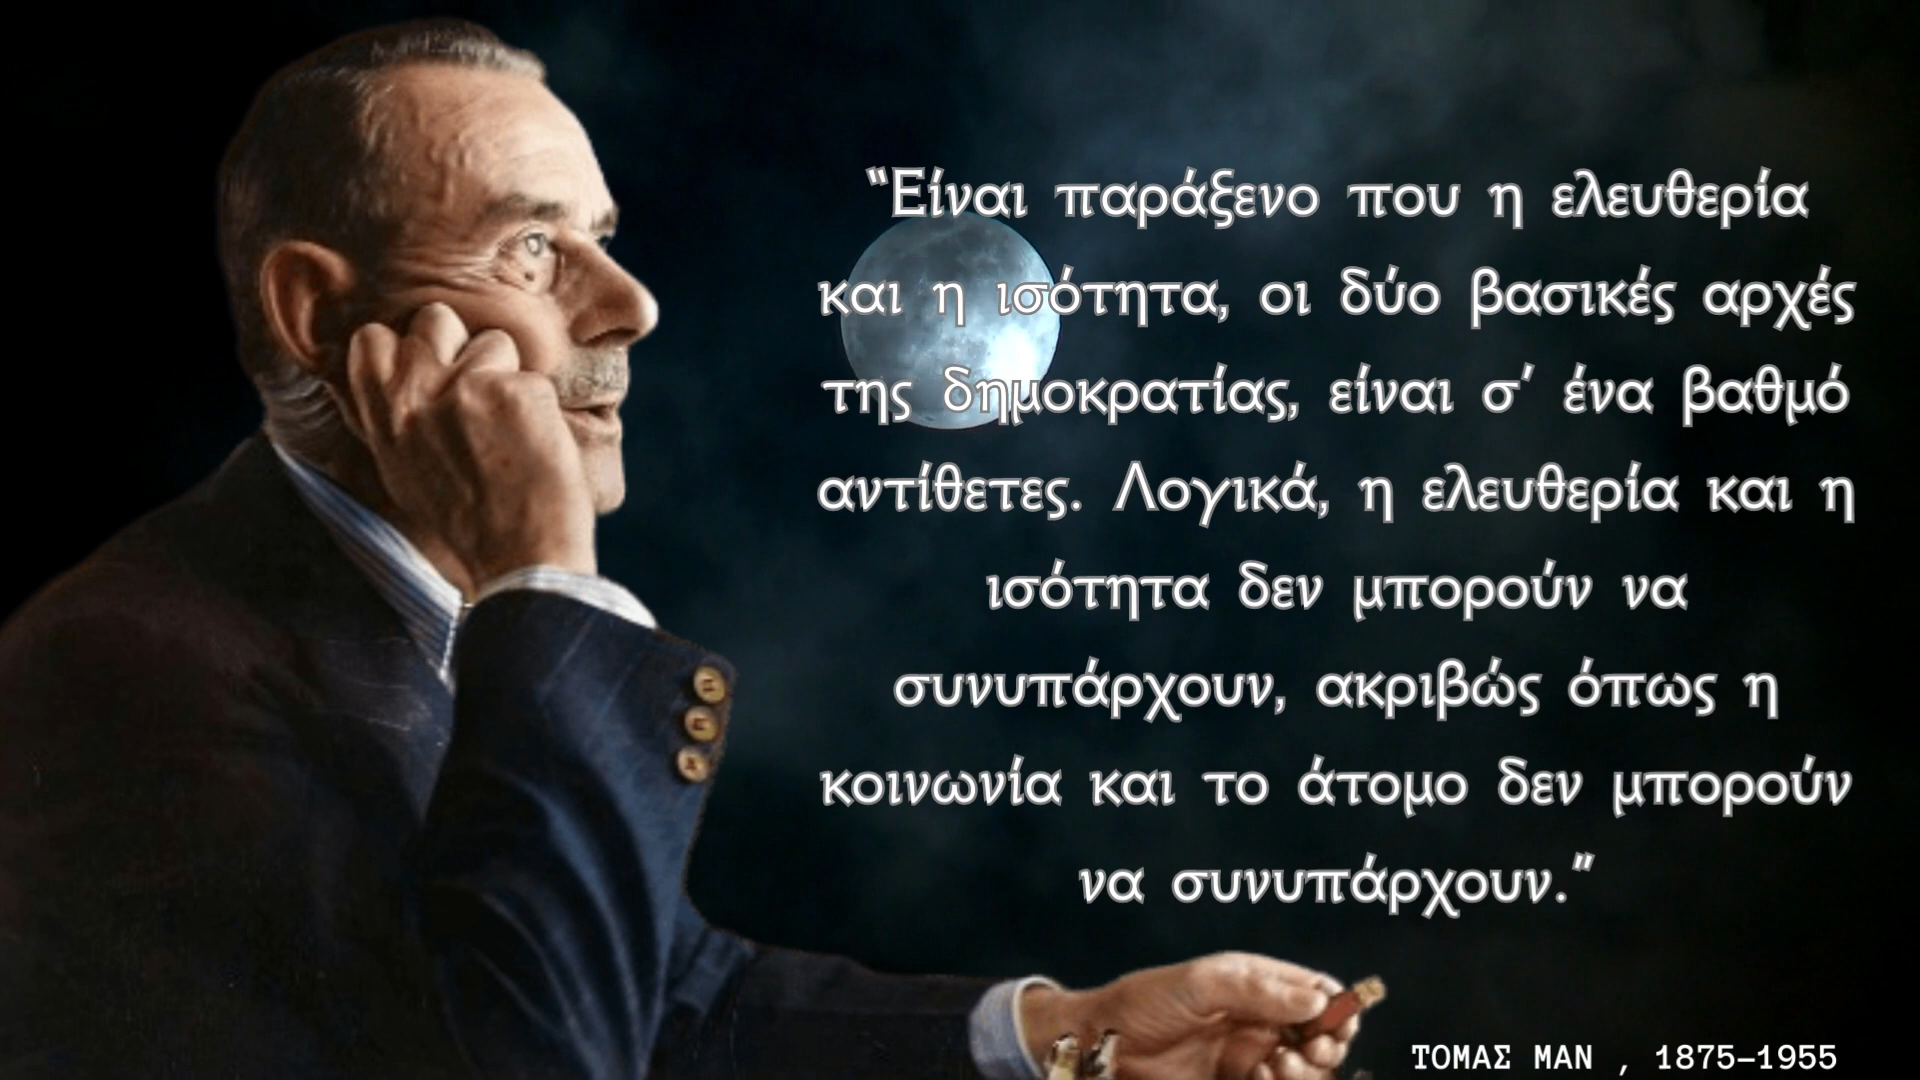 "Είναι παράξενο που η ελευθερία
και η ισότητα, οι δύο βασικές αρχές
της δημοκρατίας, είναι σ' ένα βαθμό
αντίθετες. Λογικά, η ελευθερία και η
ισότητα δεν μπορούν να
συνυπάρχουν, ακριβώς όπως η
κοινωνία και το άτομο δεν μπορούν
να συνυπάρχουν."
ΤΟΜΑΣ ΜΑΝ , 1875-1955